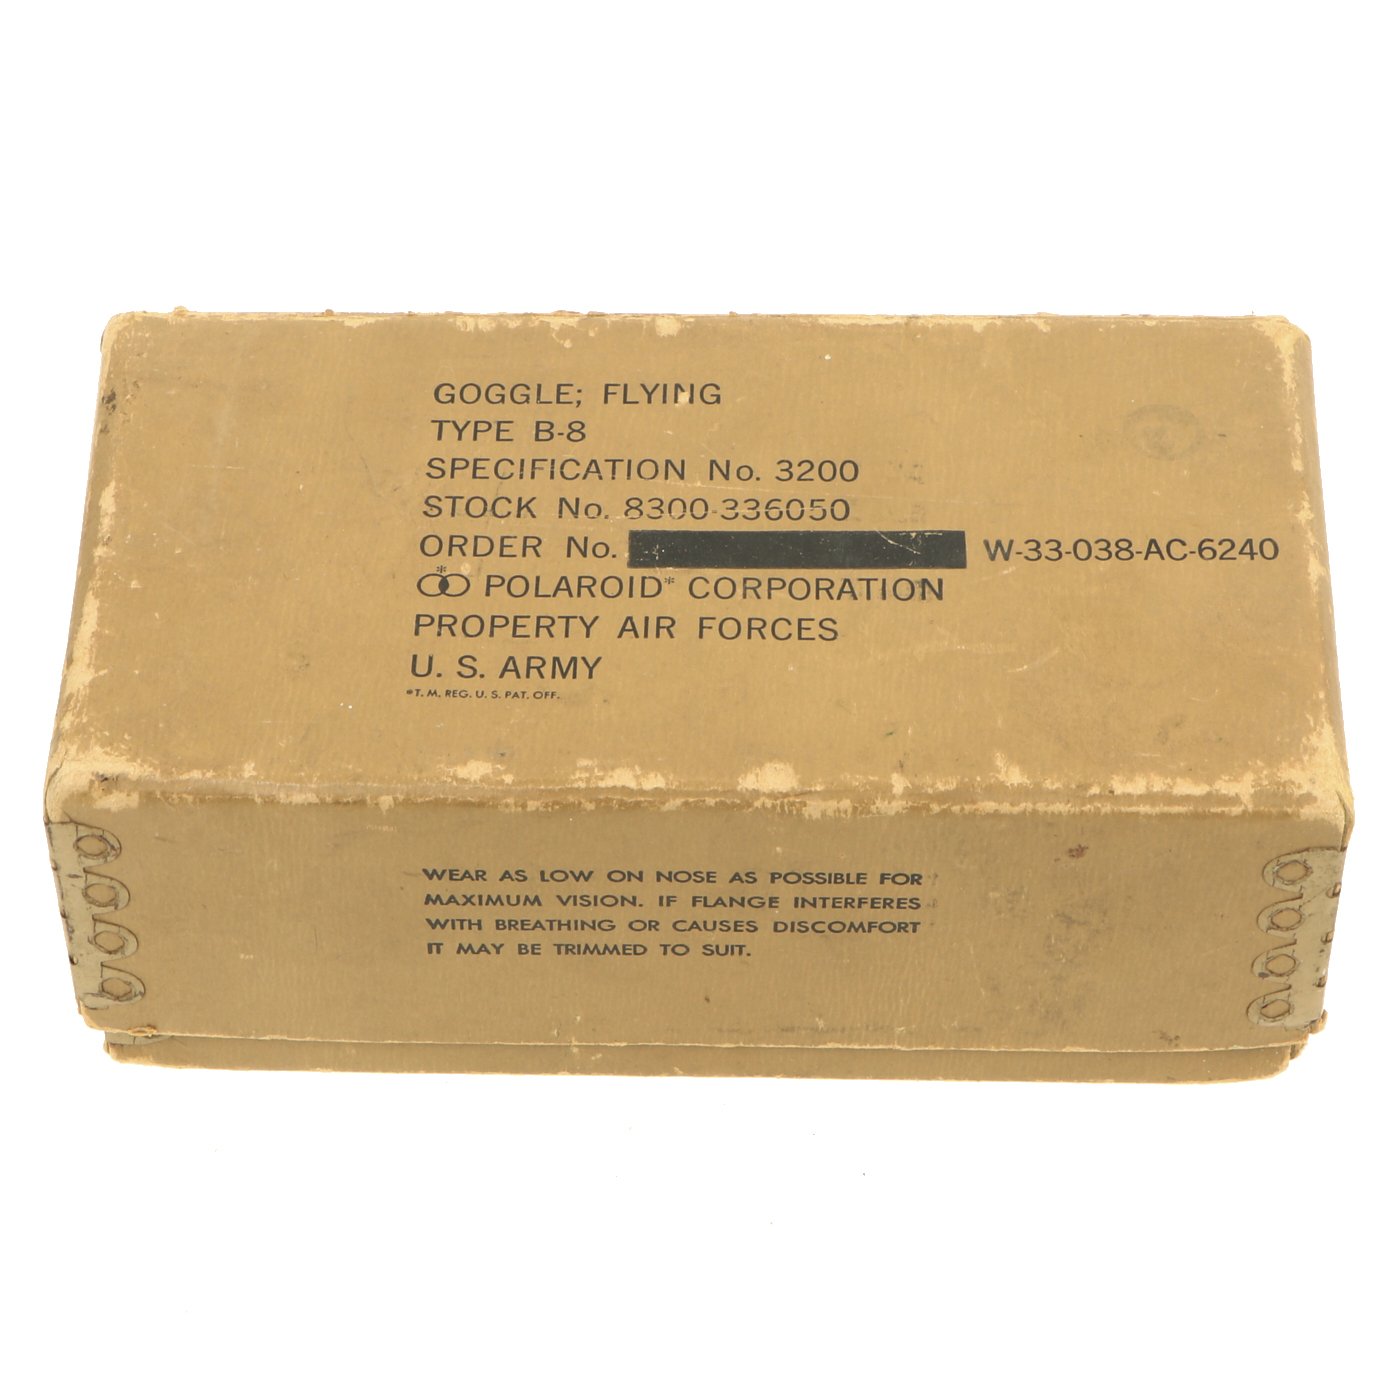 GOGGLE; FLYING
TYPE B-8
SPECIFICATION No. 3200
STOCK No. 8300-336050
ORDER No. W-33-038-AC-6240
POLAROID* CORPORATION
PROPERTY AIR FORCES
U. S. ARMY
*T. M. REG. U. S. PAT. OFF.
WEAR AS LOW ON NOSE AS POSSIBLE FOR
MAXIMUM VISION. IF FLANGE INTERFERES
WITH BREATHING OR CAUSES DISCOMFORT
IT MAY BE TRIMMED TO SUIT.